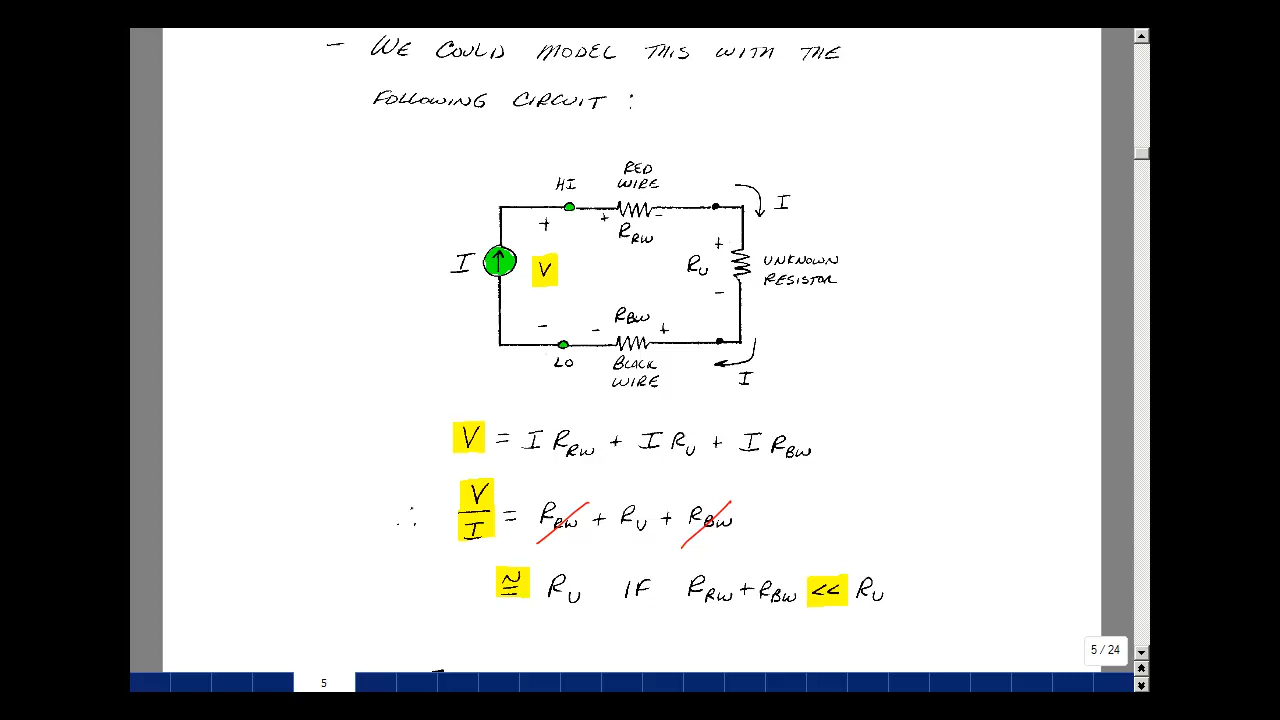 - WE COULD MODEL THIS WITH THE
FOLLOWING CIRCUIT :
RED
WIRE
HI
I
+ + -
R_RW
+
I
V
R_U
UNKNOWN
RESISTOR
-
R_BW
- - +
LO
BLACK
WIRE
I
V = I R_RW + I R_U + I R_BW
∴ V/I = R_RW + R_U + R_BW
≅ R_U IF R_RW + R_BW << R_U
5 / 24
5